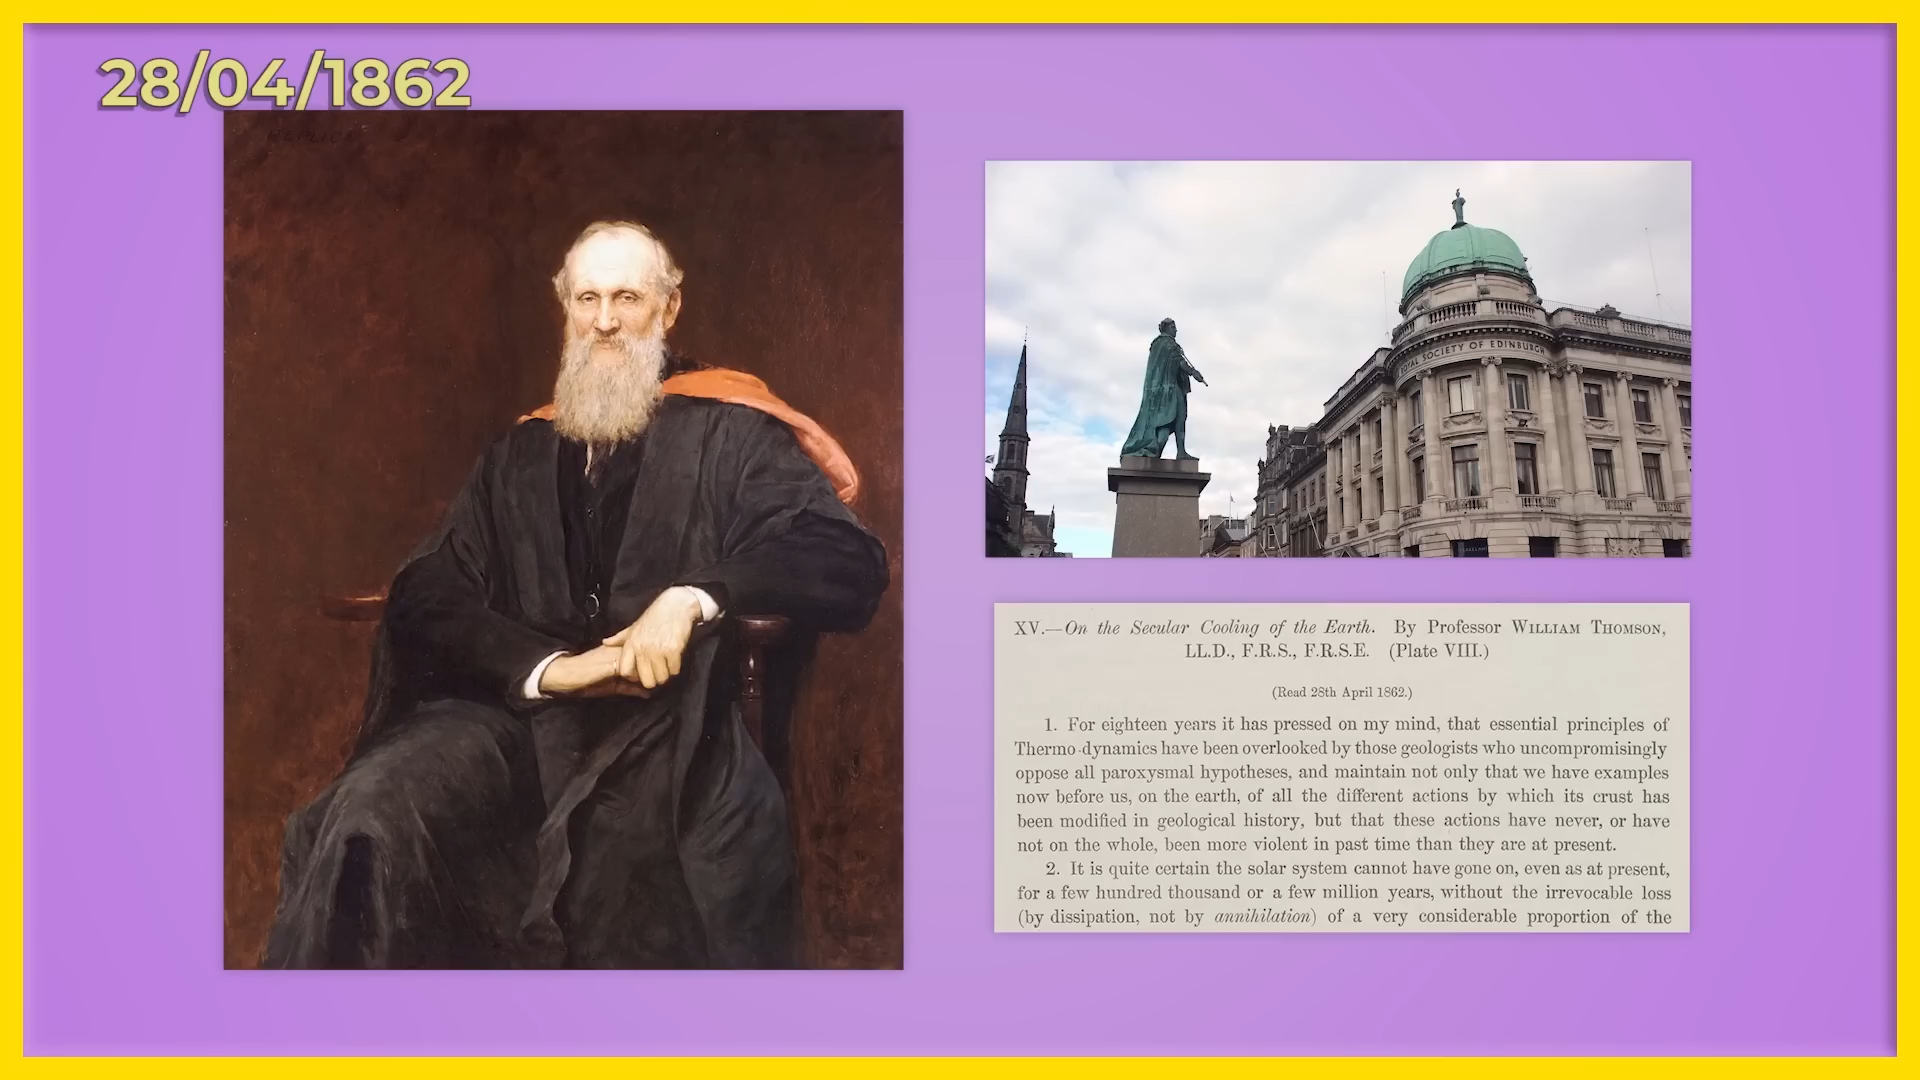 28/04/1862
REPLICA
ROYAL SOCIETY OF EDINBURGH
XV.—On the Secular Cooling of the Earth. By Professor WILLIAM THOMSON,
LL.D., F.R.S., F.R.S.E. (Plate VIII.)
(Read 28th April 1862.)
1. For eighteen years it has pressed on my mind, that essential principles of
Thermo-dynamics have been overlooked by those geologists who uncompromisingly
oppose all paroxysmal hypotheses, and maintain not only that we have examples
now before us, on the earth, of all the different actions by which its crust has
been modified in geological history, but that these actions have never, or have
not on the whole, been more violent in past time than they are at present.
2. It is quite certain the solar system cannot have gone on, even as at present,
for a few hundred thousand or a few million years, without the irrevocable loss
(by dissipation, not by annihilation) of a very considerable proportion of the